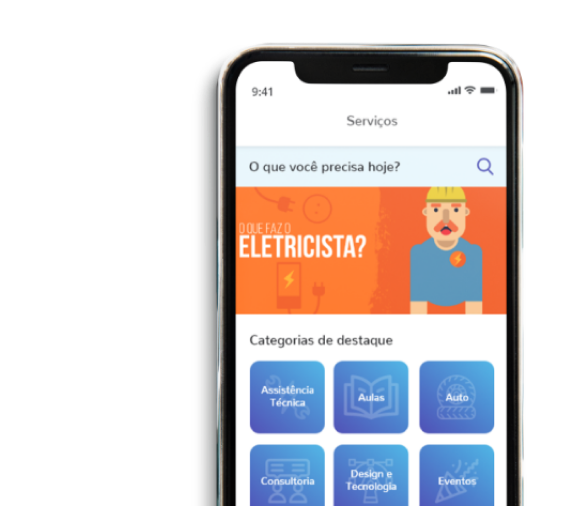 9:41
Serviços
O que você precisa hoje?
O QUE FAZ O
ELETRICISTA?
Categorias de destaque
Assistência
Técnica
Aulas
Auto
Consultoria
Design e
Tecnologia
Eventos